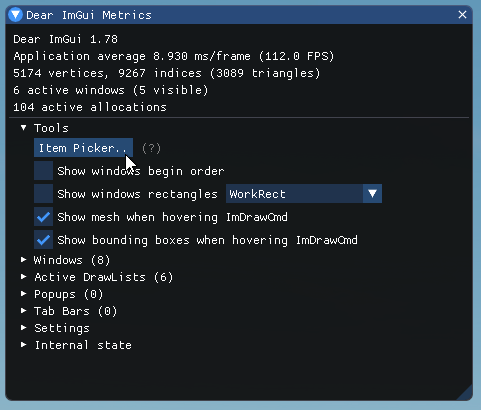 Dear ImGui Metrics
Dear ImGui 1.78
Application average 8.930 ms/frame (112.0 FPS)
5174 vertices, 9267 indices (3089 triangles)
6 active windows (5 visible)
104 active allocations
Tools
Item Picker.. (?)
Show windows begin order
Show windows rectangles WorkRect
Show mesh when hovering ImDrawCmd
Show bounding boxes when hovering ImDrawCmd
Windows (8)
Active DrawLists (6)
Popups (0)
Tab Bars (0)
Settings
Internal state